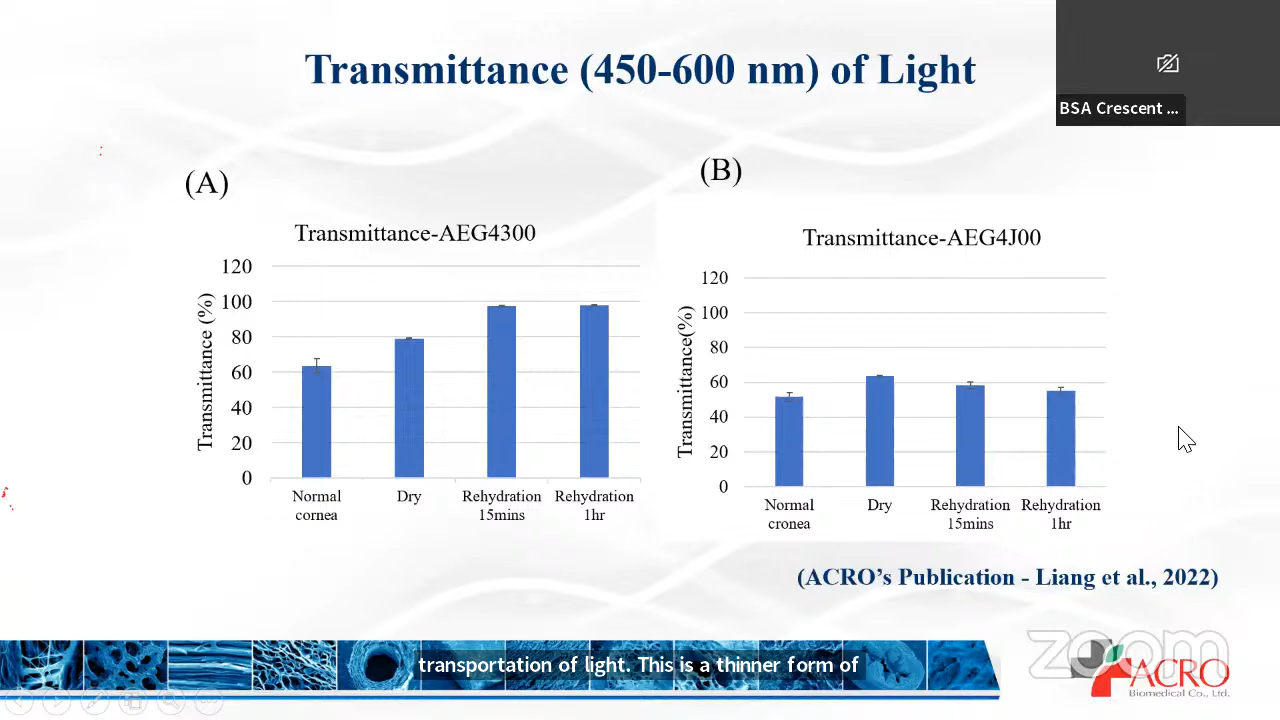 Transmittance (450-600 nm) of Light
BSA Crescent ...
(A)
(B)
Transmittance-AEG4300
Transmittance (%)
120
100
80
60
40
20
0
Normal cornea
Dry
Rehydration 15mins
Rehydration 1hr
Transmittance-AEG4J00
Transmittance(%)
120
100
80
60
40
20
0
Normal cronea
Dry
Rehydration 15mins
Rehydration 1hr
(ACRO's Publication - Liang et al., 2022)
transportation of light. This is a thinner form of
zoom
ACRO
Biomedical Co., Ltd.